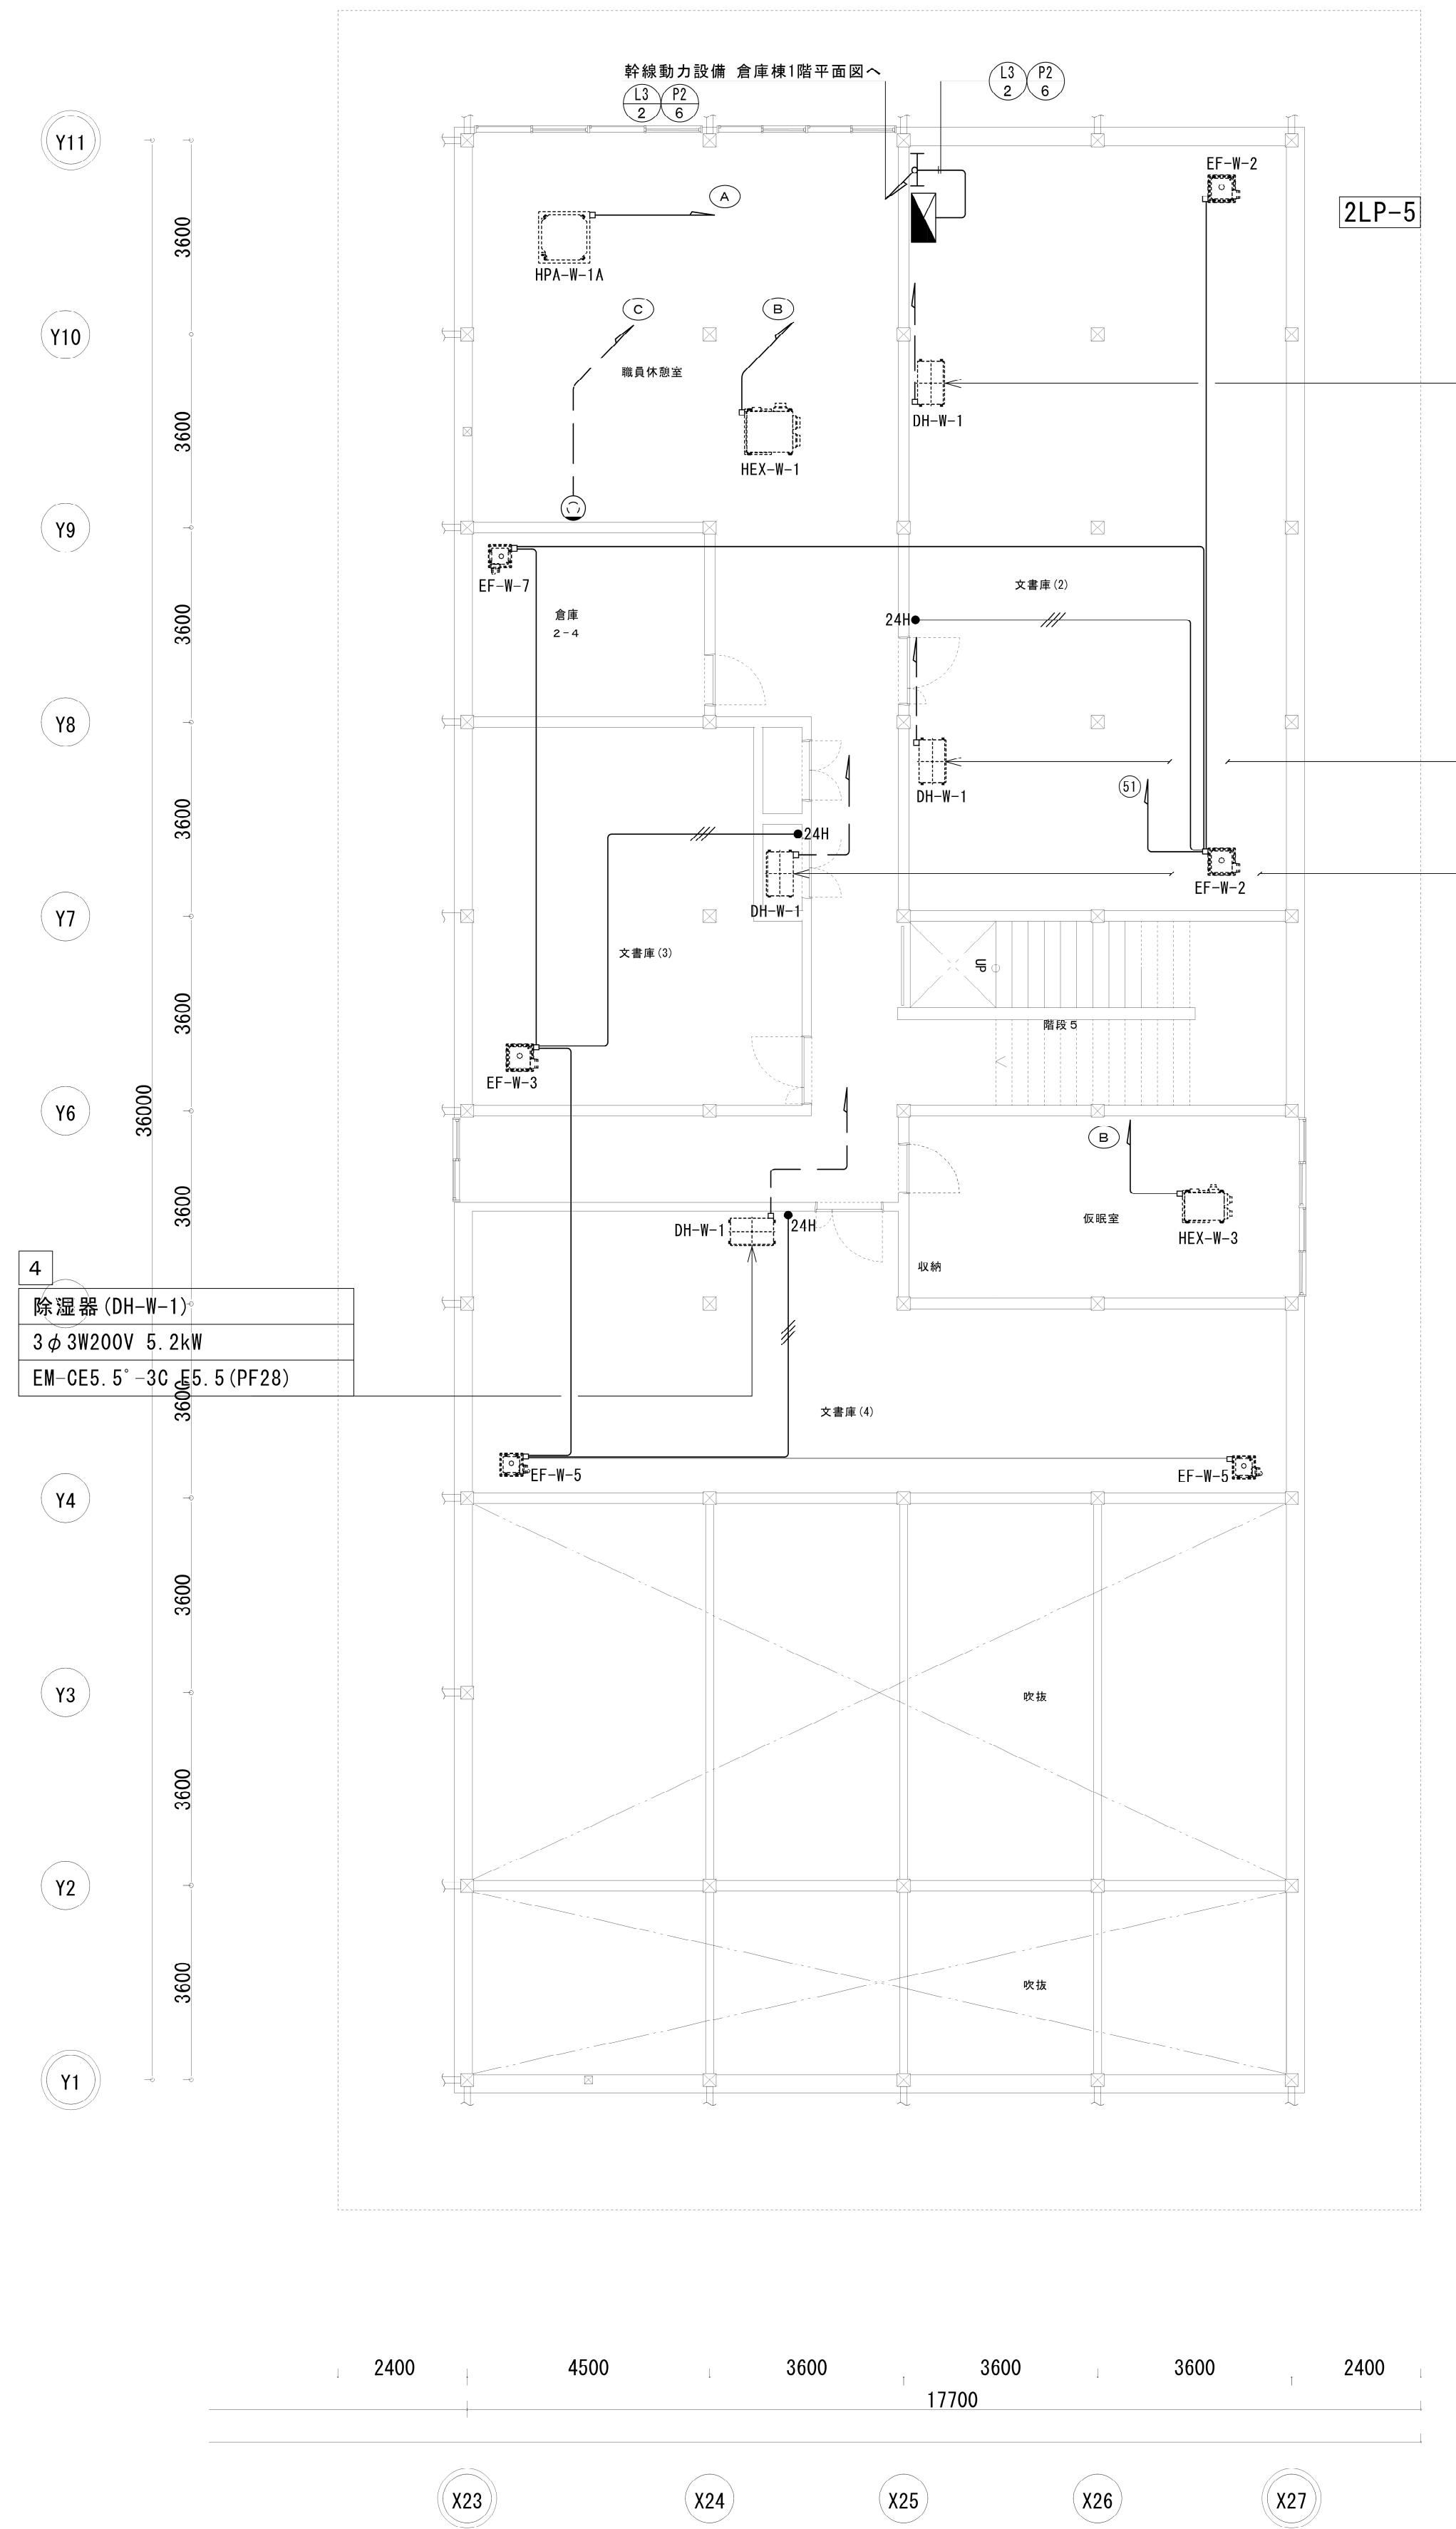 幹線動力設備 倉庫棟1階平面図へ
L3
2
P2
6
L3
2
P2
6
Y11
EF-W-2
2LP-5
A
3600
HPA-W-1A
C
B
Y10
職員休憩室
DH-W-1
3600
HEX-W-1
Y9
EF-W-7
文書庫(2)
倉庫
2-4
24H
3600
Y8
51
DH-W-1
3600
24H
EF-W-2
DH-W-1
Y7
文書庫(3)
UP
3600
階段5
EF-W-3
36000
Y6
B
3600
仮眠室
DH-W-1
24H
HEX-W-3
収納
4
除湿器(DH-W-1)
3φ3W200V 5.2kW
EM-CE5.5°-3C E5.5(PF28)
3600
文書庫(4)
EF-W-5
EF-W-5
Y4
3600
Y3
吹抜
3600
Y2
3600
吹抜
Y1
2400
4500
3600
3600
3600
2400
17700
X23
X24
X25
X26
X27